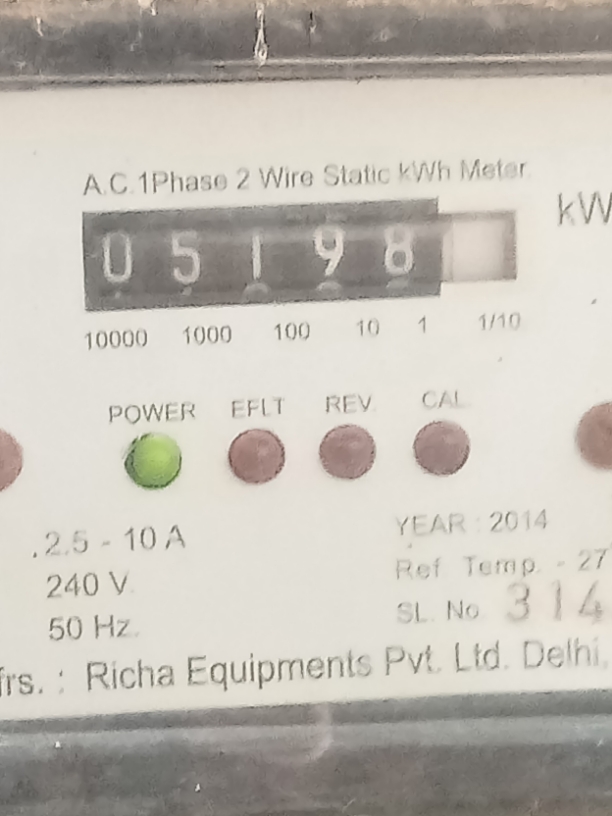 A.C.1Phase 2 Wire Static kWh Meter.
kW
05198
10000 1000 100 10 1 1/10
POWER EFLT REV. CAL
.2.5 - 10 A
240 V.
50 Hz.
YEAR : 2014
Ref Temp. - 27
SL. No. 314
frs. : Richa Equipments Pvt. Ltd. Delhi,